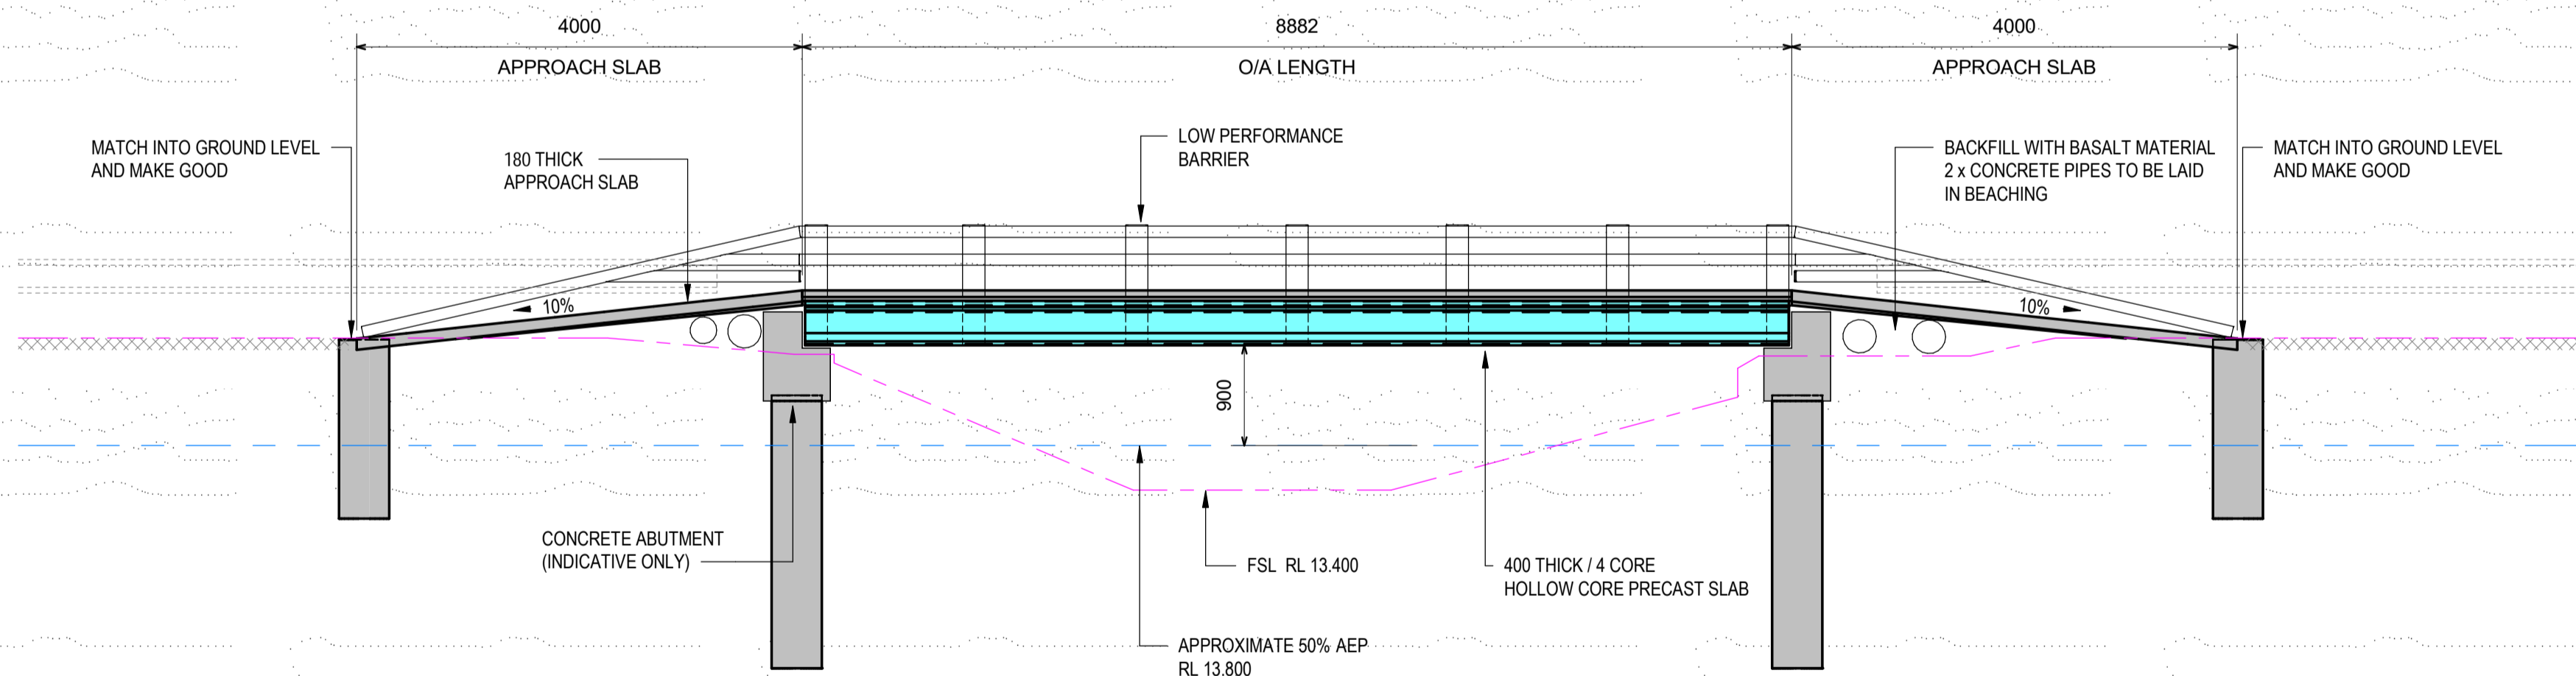 4000
8882
4000
APPROACH SLAB
O/A LENGTH
APPROACH SLAB
MATCH INTO GROUND LEVEL
AND MAKE GOOD
180 THICK
APPROACH SLAB
LOW PERFORMANCE
BARRIER
BACKFILL WITH BASALT MATERIAL
2 x CONCRETE PIPES TO BE LAID
IN BEACHING
MATCH INTO GROUND LEVEL
AND MAKE GOOD
10%
10%
900
CONCRETE ABUTMENT
(INDICATIVE ONLY)
FSL RL 13.400
400 THICK / 4 CORE
HOLLOW CORE PRECAST SLAB
APPROXIMATE 50% AEP
RL 13.800